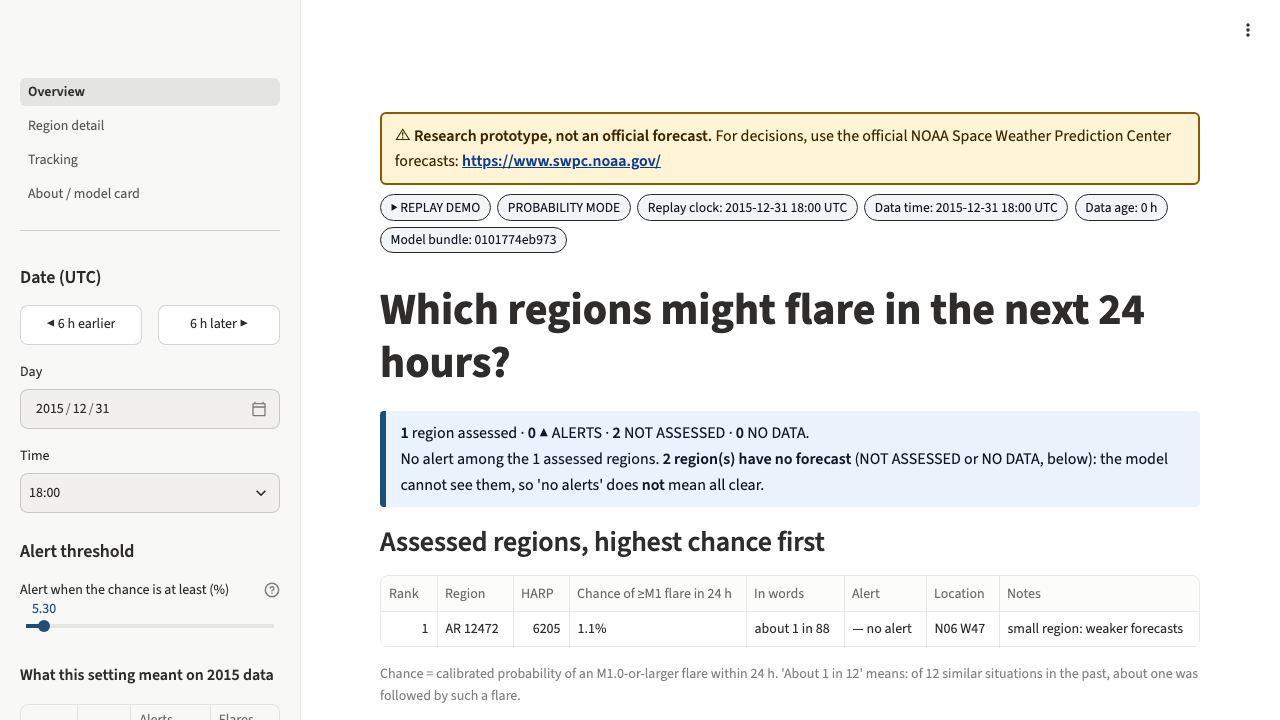 Overview
Region detail
Tracking
About / model card
Date (UTC)
◄ 6 h earlier
6 h later ►
Day
2015 / 12 / 31
Time
18:00
Alert threshold
Alert when the chance is at least (%)
5.30
What this setting meant on 2015 data
Alerts
Flares
⚠ Research prototype, not an official forecast. For decisions, use the official NOAA Space Weather Prediction Center
forecasts: https://www.swpc.noaa.gov/
► REPLAY DEMO
PROBABILITY MODE
Replay clock: 2015-12-31 18:00 UTC
Data time: 2015-12-31 18:00 UTC
Data age: 0 h
Model bundle: 0101774eb973
Which regions might flare in the next 24
hours?
1 region assessed · 0 ▲ ALERTS · 2 NOT ASSESSED · 0 NO DATA.
No alert among the 1 assessed regions. 2 region(s) have no forecast (NOT ASSESSED or NO DATA, below): the model
cannot see them, so 'no alerts' does not mean all clear.
Assessed regions, highest chance first
Rank Region HARP Chance of ≥M1 flare in 24 h In words Alert Location Notes
1 AR 12472 6205 1.1% about 1 in 88 — no alert N06 W47 small region: weaker forecasts
Chance = calibrated probability of an M1.0-or-larger flare within 24 h. 'About 1 in 12' means: of 12 similar situations in the past, about one was
followed by such a flare.